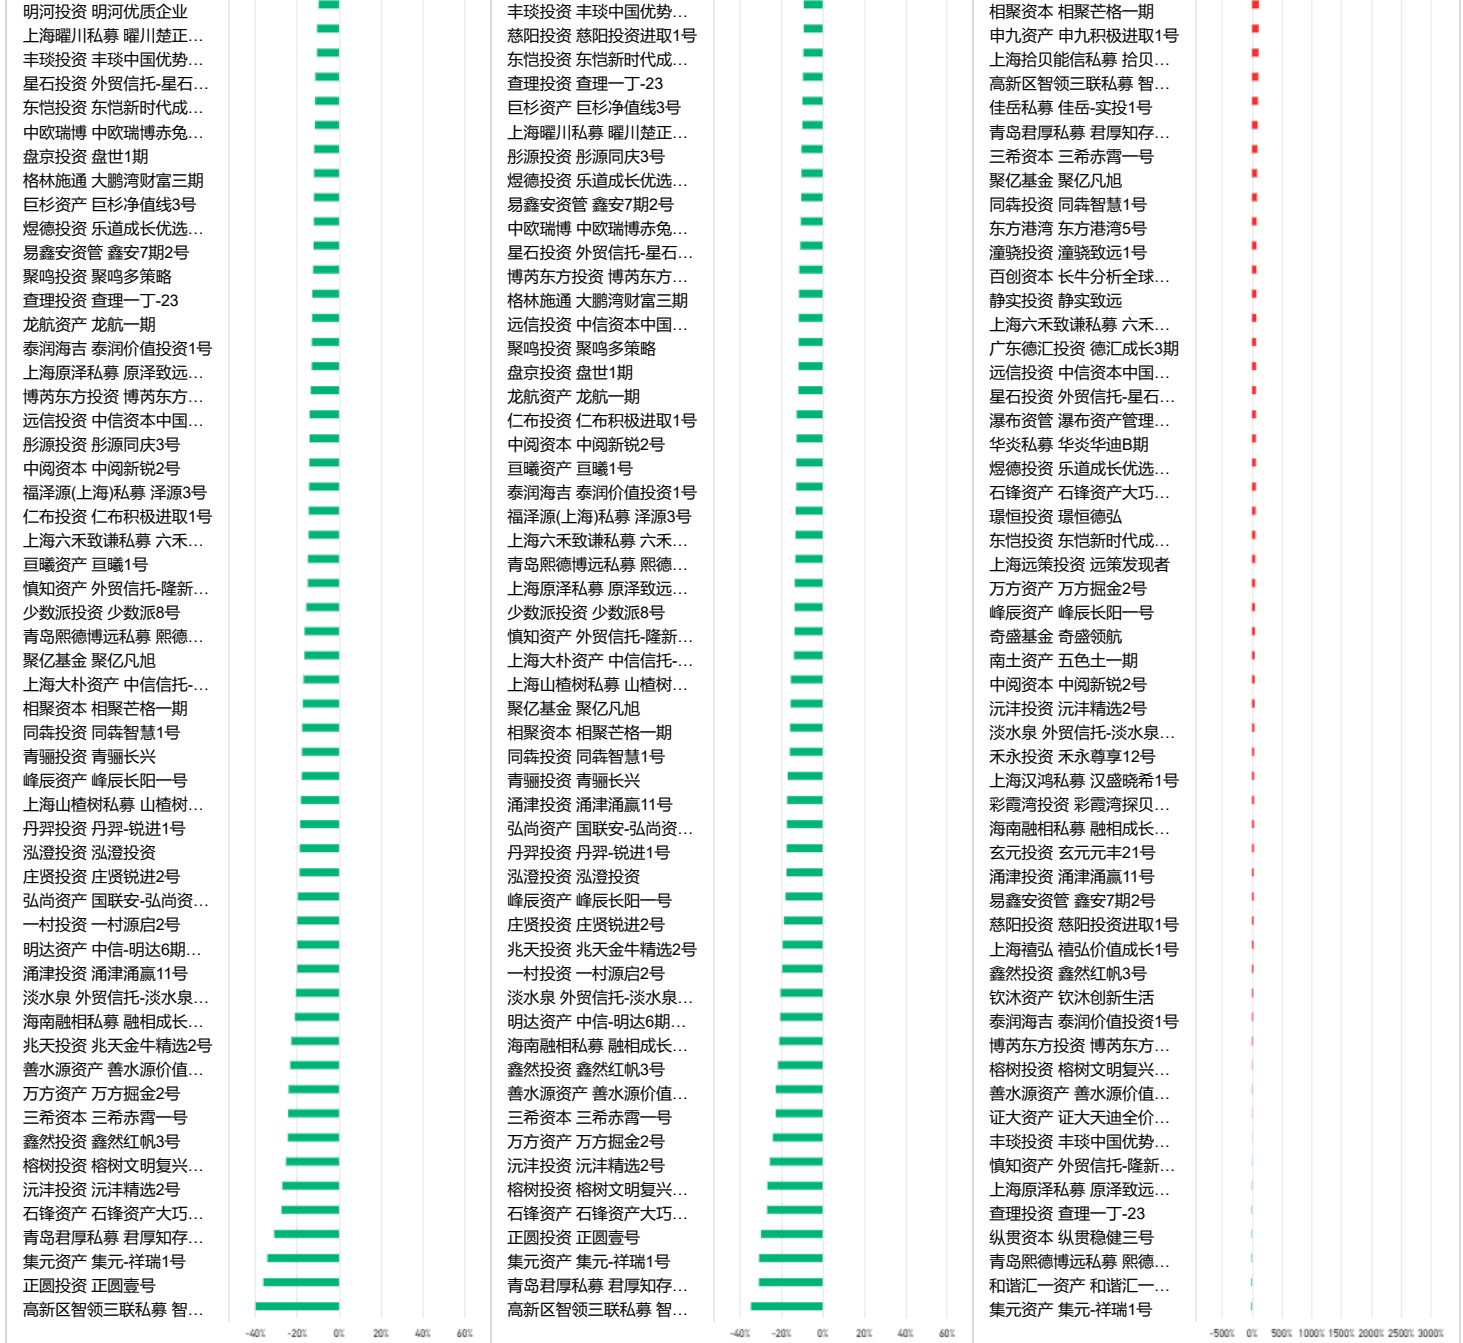 明河投资 明河优质企业
上海曜川私募 曜川楚正…
丰琰投资 丰琰中国优势…
星石投资 外贸信托-星石…
东恺投资 东恺新时代成…
中欧瑞博 中欧瑞博赤兔…
盘京投资 盘世1期
格林施通 大鹏湾财富三期
巨杉资产 巨杉净值线3号
煜德投资 乐道成长优选…
易鑫安资管 鑫安7期2号
聚鸣投资 聚鸣多策略
查理投资 查理一丁-23
龙航资产 龙航一期
泰润海吉 泰润价值投资1号
上海原泽私募 原泽致远…
博芮东方投资 博芮东方…
远信投资 中信资本中国…
彤源投资 彤源同庆3号
中阅资本 中阅新锐2号
福泽源(上海)私募 泽源3号
仁布投资 仁布积极进取1号
上海六禾致谦私募 六禾…
亘曦资产 亘曦1号
慎知资产 外贸信托-隆新…
少数派投资 少数派8号
青岛熙德博远私募 熙德…
聚亿基金 聚亿凡旭
上海大朴资产 中信信托-…
相聚资本 相聚芒格一期
同犇投资 同犇智慧1号
青骊投资 青骊长兴
峰辰资产 峰辰长阳一号
上海山楂树私募 山楂树…
丹羿投资 丹羿-锐进1号
泓澄投资 泓澄投资
庄贤投资 庄贤锐进2号
弘尚资产 国联安-弘尚资…
一村投资 一村源启2号
明达资产 中信-明达6期…
涌津投资 涌津涌赢11号
淡水泉 外贸信托-淡水泉…
海南融相私募 融相成长…
兆天投资 兆天金牛精选2号
善水源资产 善水源价值…
万方资产 万方掘金2号
三希资本 三希赤霄一号
鑫然投资 鑫然红帆3号
榕树投资 榕树文明复兴…
沅沣投资 沅沣精选2号
石锋资产 石锋资产大巧…
青岛君厚私募 君厚知存…
集元资产 集元-祥瑞1号
正圆投资 正圆壹号
高新区智领三联私募 智…
-40% -20% 0% 20% 40% 60%
丰琰投资 丰琰中国优势…
慈阳投资 慈阳投资进取1号
东恺投资 东恺新时代成…
查理投资 查理一丁-23
巨杉资产 巨杉净值线3号
上海曜川私募 曜川楚正…
彤源投资 彤源同庆3号
煜德投资 乐道成长优选…
易鑫安资管 鑫安7期2号
中欧瑞博 中欧瑞博赤兔…
星石投资 外贸信托-星石…
博芮东方投资 博芮东方…
格林施通 大鹏湾财富三期
远信投资 中信资本中国…
聚鸣投资 聚鸣多策略
盘京投资 盘世1期
龙航资产 龙航一期
仁布投资 仁布积极进取1号
中阅资本 中阅新锐2号
亘曦资产 亘曦1号
泰润海吉 泰润价值投资1号
福泽源(上海)私募 泽源3号
上海六禾致谦私募 六禾…
青岛熙德博远私募 熙德…
上海原泽私募 原泽致远…
少数派投资 少数派8号
慎知资产 外贸信托-隆新…
上海大朴资产 中信信托-…
上海山楂树私募 山楂树…
聚亿基金 聚亿凡旭
相聚资本 相聚芒格一期
同犇投资 同犇智慧1号
青骊投资 青骊长兴
涌津投资 涌津涌赢11号
弘尚资产 国联安-弘尚资…
丹羿投资 丹羿-锐进1号
泓澄投资 泓澄投资
峰辰资产 峰辰长阳一号
庄贤投资 庄贤锐进2号
兆天投资 兆天金牛精选2号
一村投资 一村源启2号
淡水泉 外贸信托-淡水泉…
明达资产 中信-明达6期…
海南融相私募 融相成长…
鑫然投资 鑫然红帆3号
善水源资产 善水源价值…
三希资本 三希赤霄一号
万方资产 万方掘金2号
沅沣投资 沅沣精选2号
榕树投资 榕树文明复兴…
石锋资产 石锋资产大巧…
正圆投资 正圆壹号
集元资产 集元-祥瑞1号
青岛君厚私募 君厚知存…
高新区智领三联私募 智…
-40% -20% 0% 20% 40% 60%
相聚资本 相聚芒格一期
申九资产 申九积极进取1号
上海拾贝能信私募 拾贝…
高新区智领三联私募 智…
佳岳私募 佳岳-实投1号
青岛君厚私募 君厚知存…
三希资本 三希赤霄一号
聚亿基金 聚亿凡旭
同犇投资 同犇智慧1号
东方港湾 东方港湾5号
潼骁投资 潼骁致远1号
百创资本 长牛分析全球…
静实投资 静实致远
上海六禾致谦私募 六禾…
广东德汇投资 德汇成长3期
远信投资 中信资本中国…
星石投资 外贸信托-星石…
瀑布资管 瀑布资产管理…
华炎私募 华炎华迪B期
煜德投资 乐道成长优选…
石锋资产 石锋资产大巧…
璟恒投资 璟恒德弘
东恺投资 东恺新时代成…
上海远策投资 远策发现者
万方资产 万方掘金2号
峰辰资产 峰辰长阳一号
奇盛基金 奇盛领航
南土资产 五色土一期
中阅资本 中阅新锐2号
沅沣投资 沅沣精选2号
淡水泉 外贸信托-淡水泉…
禾永投资 禾永尊享12号
上海汉鸿私募 汉盛晓希1号
彩霞湾投资 彩霞湾探贝…
海南融相私募 融相成长…
玄元投资 玄元元丰21号
涌津投资 涌津涌赢11号
易鑫安资管 鑫安7期2号
慈阳投资 慈阳投资进取1号
上海禧弘 禧弘价值成长1号
鑫然投资 鑫然红帆3号
钦沐资产 钦沐创新生活
泰润海吉 泰润价值投资1号
博芮东方投资 博芮东方…
榕树投资 榕树文明复兴…
善水源资产 善水源价值…
证大资产 证大天迪全价…
丰琰投资 丰琰中国优势…
慎知资产 外贸信托-隆新…
上海原泽私募 原泽致远…
查理投资 查理一丁-23
纵贯资本 纵贯稳健三号
青岛熙德博远私募 熙德…
和谐汇一资产 和谐汇一…
集元资产 集元-祥瑞1号
-500% 0% 500% 1000% 1500% 2000% 2500% 3000%